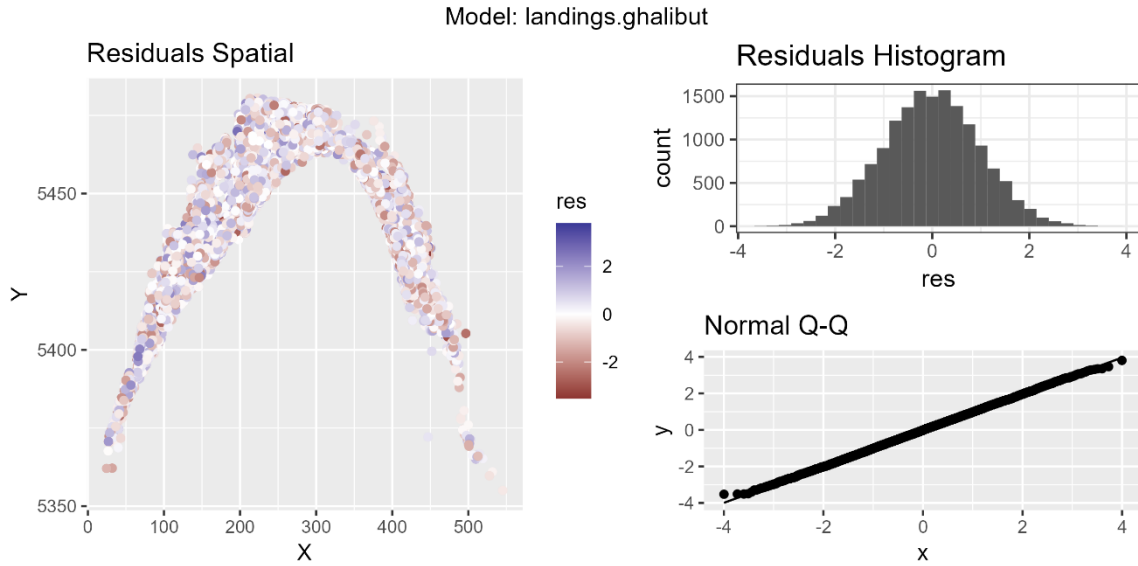 Model: landings.ghalibut
Residuals Spatial
5450
5400
5350
Y
0 100 200 300 400 500
X
res
2
0
-2
Residuals Histogram
1500
1000
500
0
count
-4 -2 0 2 4
res
Normal Q-Q
4
2
0
-2
-4
y
-4 -2 0 2 4
x